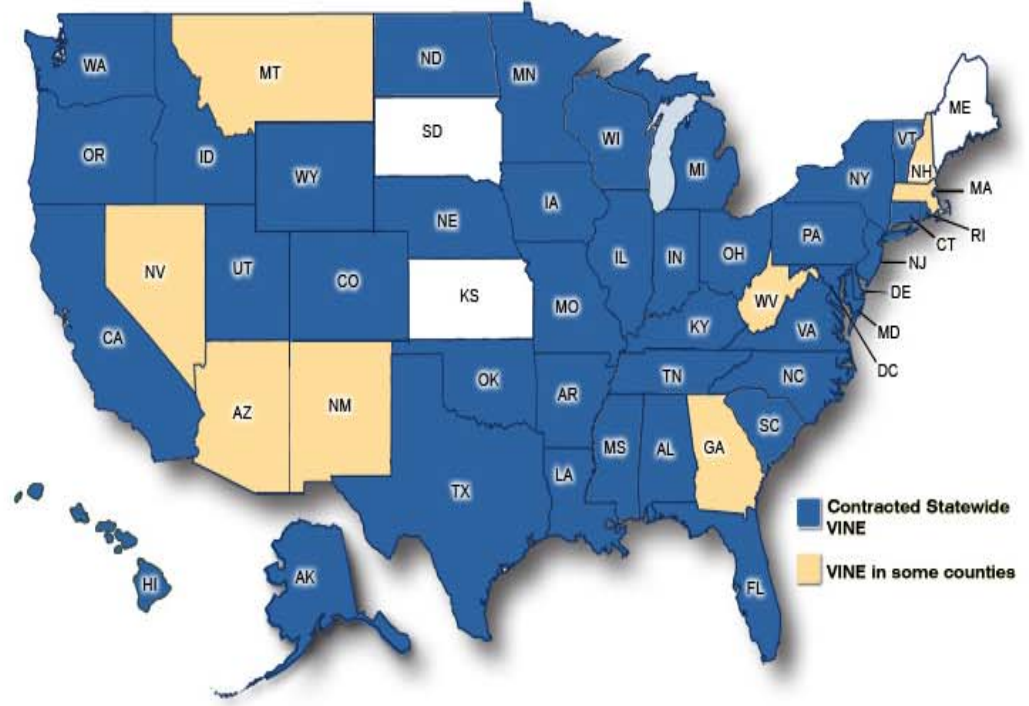 WA
MT
ND
MN
ME
SD
WI
VT
OR
ID
MI
NH
NY
MA
WY
IA
NE
PA
RI
CT
NV
UT
CO
IL
IN
OH
NJ
KS
MO
WV
DE
CA
KY
VA
MD
DC
OK
TN
NC
AZ
NM
AR
SC
MS
AL
GA
LA
TX
Contracted Statewide
VINE
VINE in some counties
HI
AK
FL